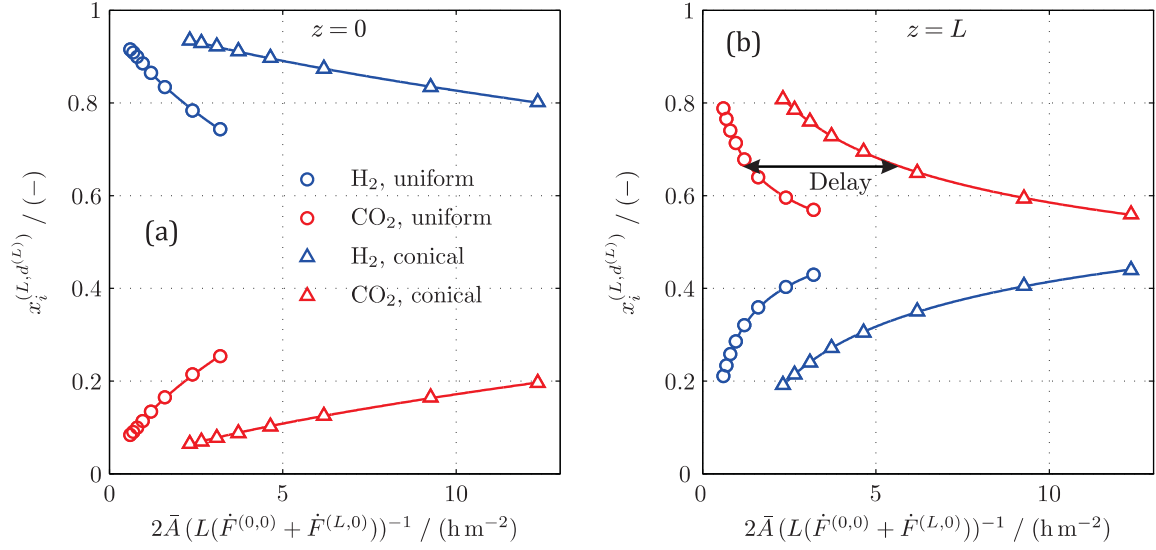 z = 0
1
0.8
0.6
0.4
0.2
0
x_i^{(L,d^{(L)})} / (−)
(a)
H₂, uniform
CO₂, uniform
H₂, conical
CO₂, conical
0 5 10
2Ā (L(Ḟ^{(0,0)} + Ḟ^{(L,0)}))^{−1} / (h m^{−2})
(b)
z = L
1
0.8
0.6
0.4
0.2
0
x_i^{(L,d^{(L)})} / (−)
Delay
0 5 10
2Ā (L(Ḟ^{(0,0)} + Ḟ^{(L,0)}))^{−1} / (h m^{−2})